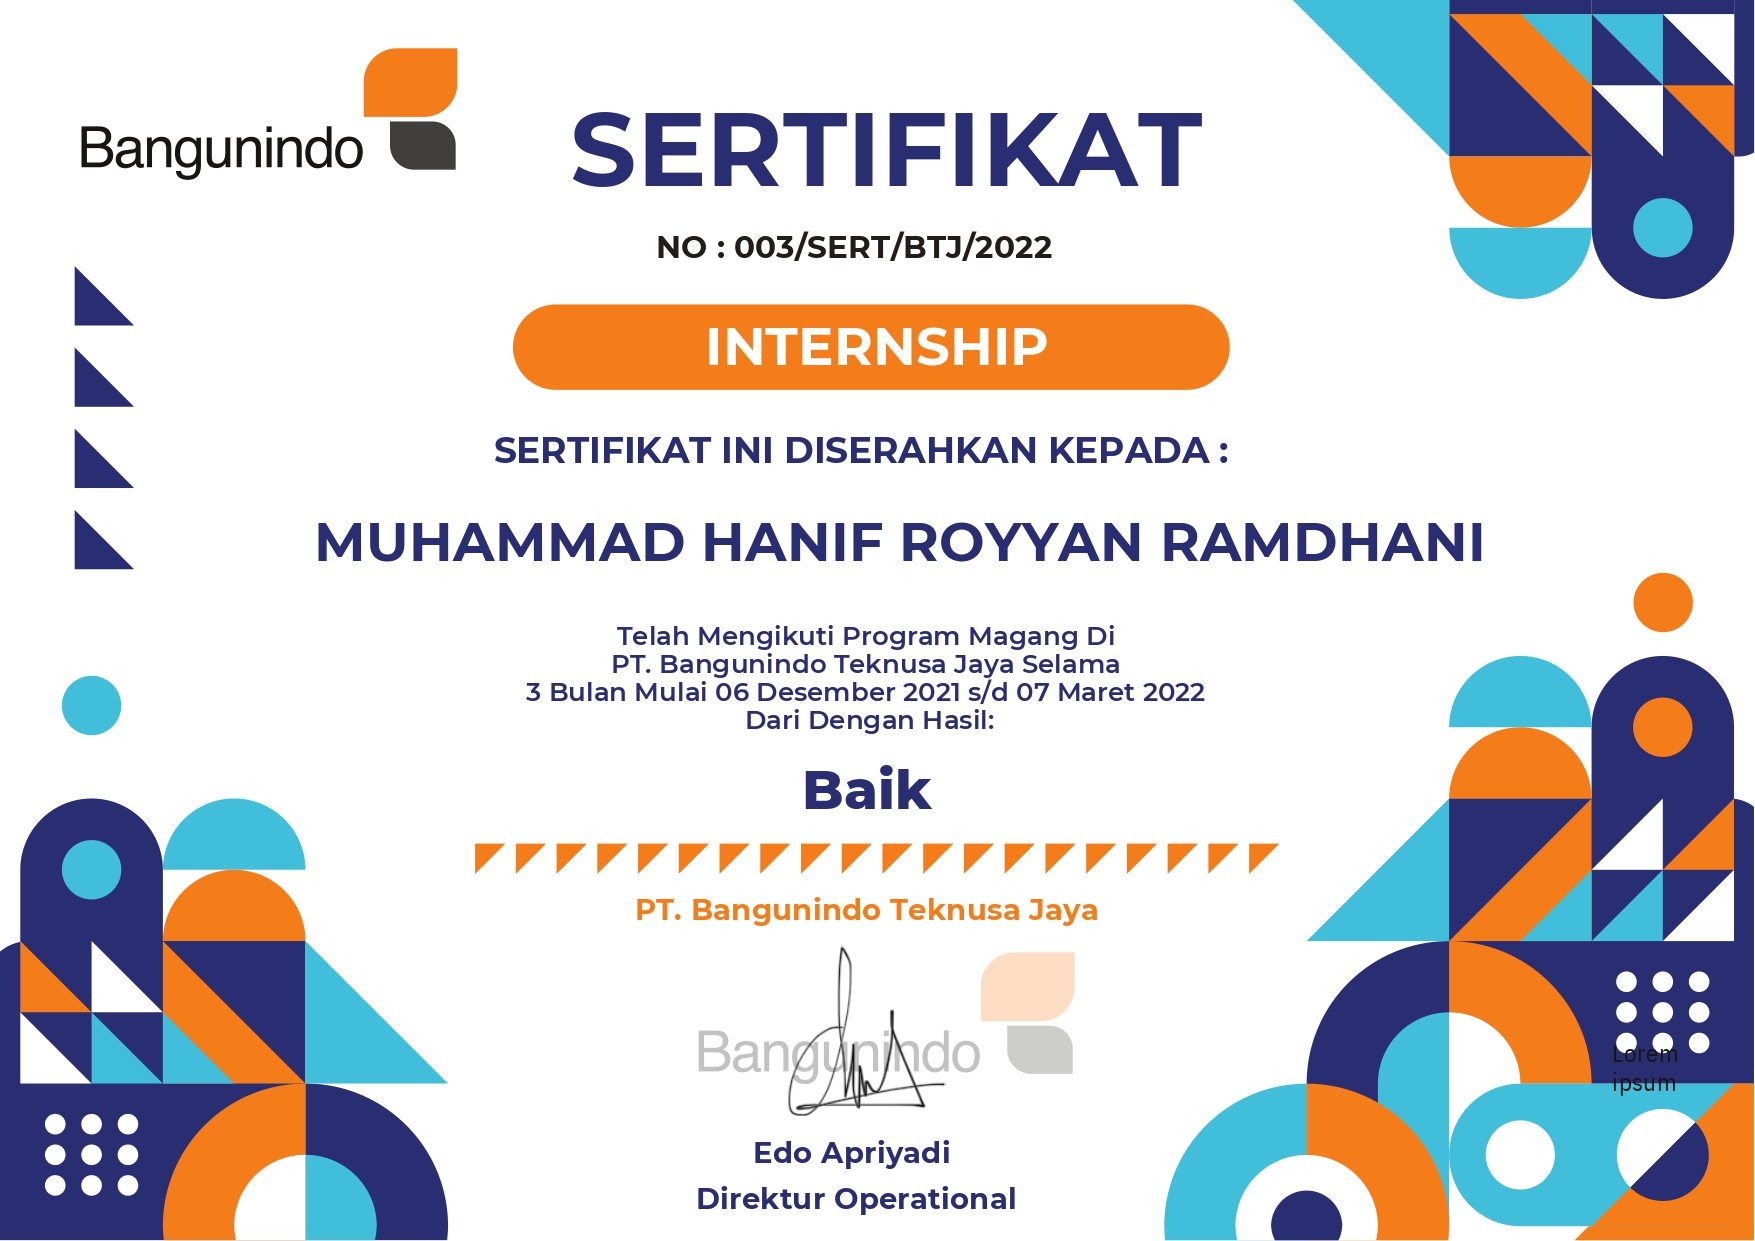 Bangunindo
SERTIFIKAT
NO : 003/SERT/BTJ/2022
INTERNSHIP
SERTIFIKAT INI DISERAHKAN KEPADA :
MUHAMMAD HANIF ROYYAN RAMDHANI
Telah Mengikuti Program Magang Di
PT. Bangunindo Teknusa Jaya Selama
3 Bulan Mulai 06 Desember 2021 s/d 07 Maret 2022
Dari Dengan Hasil:
Baik
PT. Bangunindo Teknusa Jaya
Bangunindo
Lorem
ipsum
Edo Apriyadi
Direktur Operational